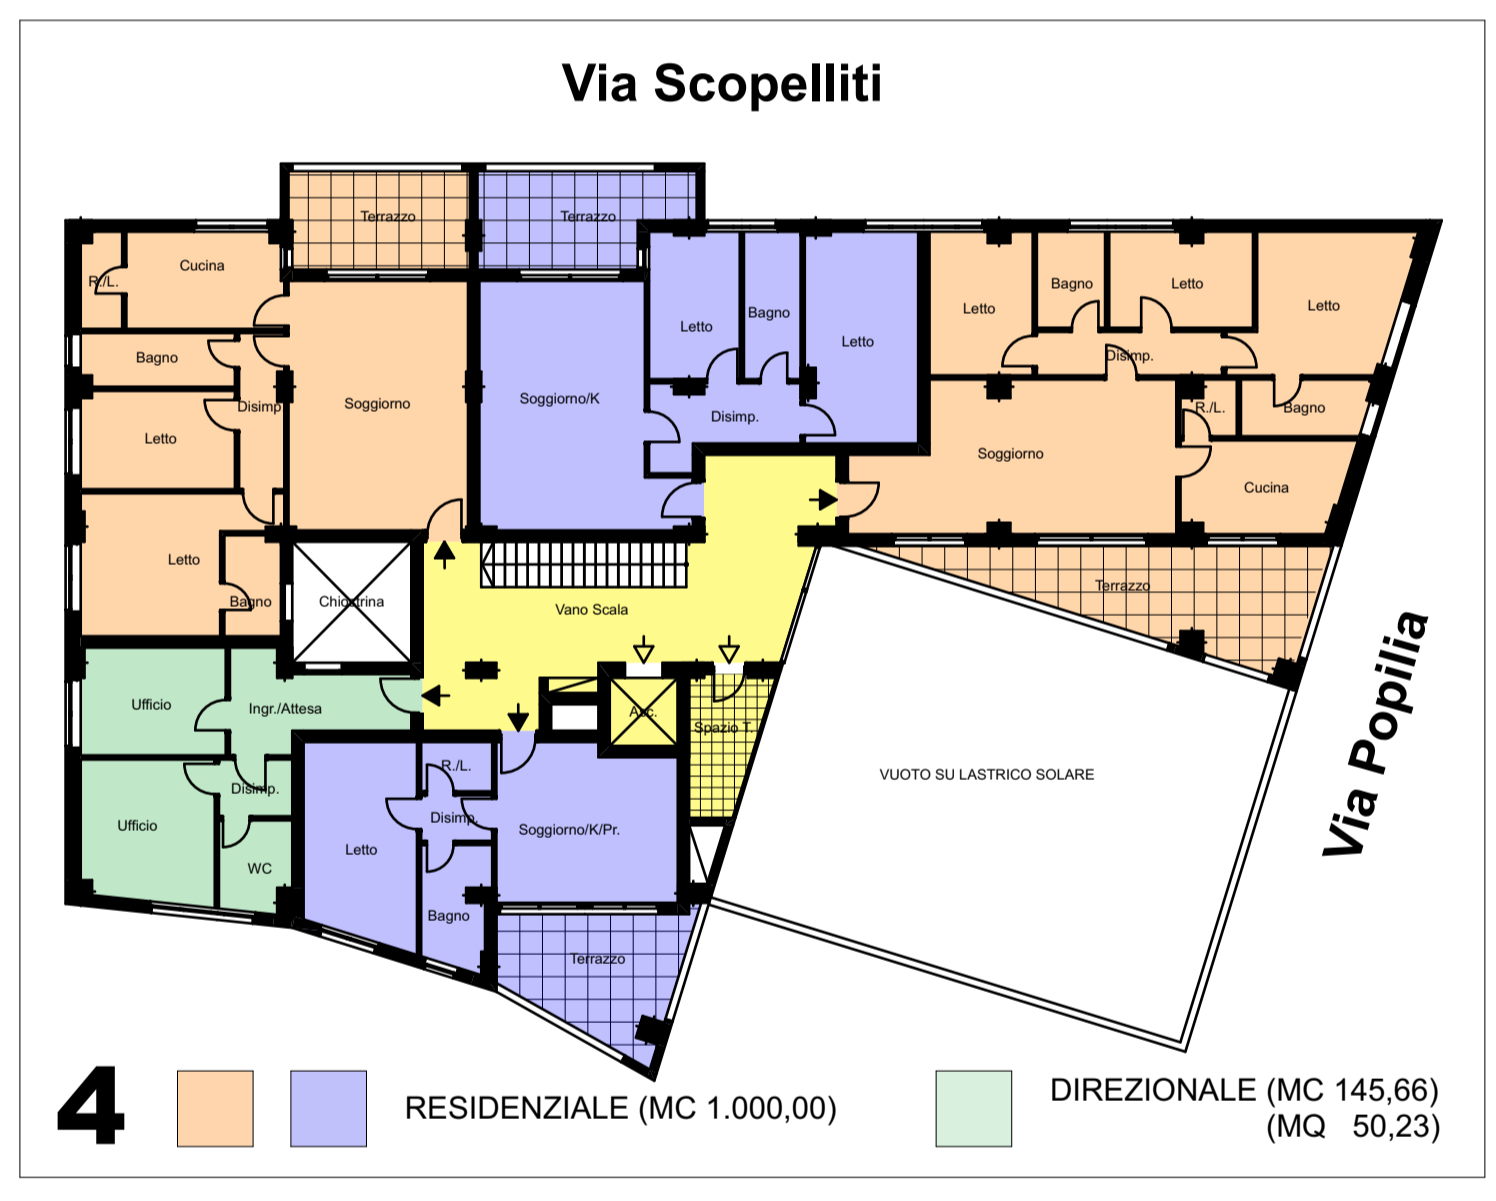 Via Scopelliti
Terrazzo
Terrazzo
R./L.
Cucina
Bagno
Letto
Disimp.
Soggiorno
Letto
Bagno
Chiostrina
Soggiorno/K
Letto
Bagno
Letto
Disimp.
Letto
Bagno
Letto
Letto
Disimp.
R./L.
Bagno
Soggiorno
Cucina
Terrazzo
Vano Scala
Ufficio
Ingr./Attesa
Disimp.
Ufficio
WC
Asc.
Spazio T.
R./L.
Disimp.
Letto
Soggiorno/K/Pr.
Bagno
Terrazzo
VUOTO SU LASTRICO SOLARE
Via Popilia
4
RESIDENZIALE (MC 1.000,00)
DIREZIONALE (MC 145,66)
(MQ 50,23)